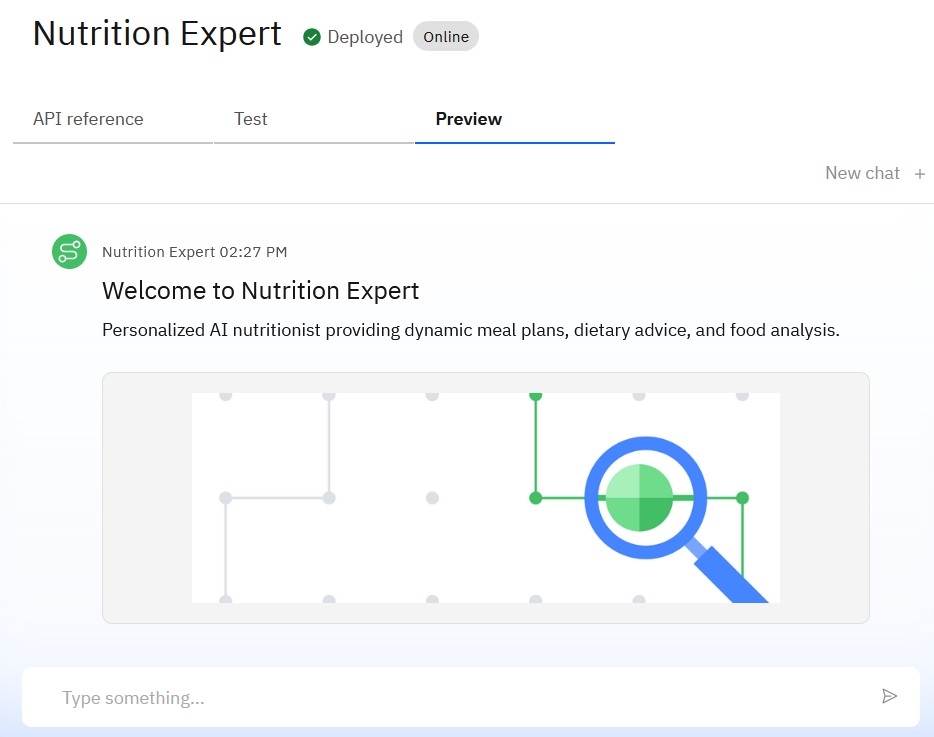 Nutrition Expert Deployed Online
API reference Test Preview
New chat +
Nutrition Expert 02:27 PM
Welcome to Nutrition Expert
Personalized AI nutritionist providing dynamic meal plans, dietary advice, and food analysis.
Type something...